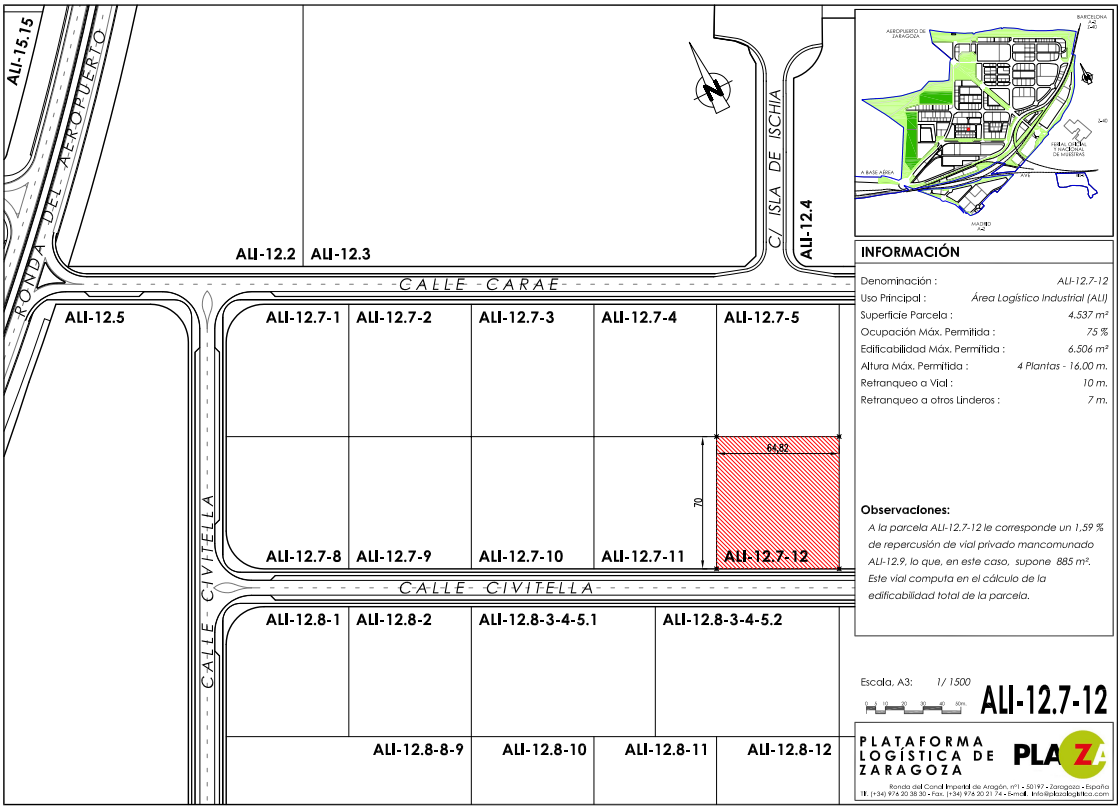 ALI-15.15
RONDA DEL AEROPUERTO
ALI-12.2
ALI-12.3
C/ ISLA DE ISCHIA
ALI-12.4
N
CALLE CARAE
ALI-12.5
ALI-12.7-1
ALI-12.7-2
ALI-12.7-3
ALI-12.7-4
ALI-12.7-5
64,82
70
ALI-12.7-8
ALI-12.7-9
ALI-12.7-10
ALI-12.7-11
ALI-12.7-12
CALLE CIVITELLA
CALLE CIVITELLA
ALI-12.8-1
ALI-12.8-2
ALI-12.8-3-4-5.1
ALI-12.8-3-4-5.2
ALI-12.8-8-9
ALI-12.8-10
ALI-12.8-11
ALI-12.8-12
BARCELONA
A-2
AEROPUERTO DE
ZARAGOZA
FERIAL OFICIAL
Y NACIONAL
DE MUESTRAS
A BASE AÉREA
AVE
MADRID
A-2
INFORMACIÓN
Denominación : ALI-12.7-12
Uso Principal : Área Logístico Industrial (ALI)
Superficie Parcela : 4.537 m²
Ocupación Máx. Permitida : 75 %
Edificabilidad Máx. Permitida : 6.506 m²
Altura Máx. Permitida : 4 Plantas - 16,00 m.
Retranqueo a Vial : 10 m.
Retranqueo a otros Linderos : 7 m.
Observaciones:
A la parcela ALI-12.7-12 le corresponde un 1,59 %
de repercusión de vial privado mancomunado
ALI-12.9, lo que, en este caso, supone 885 m².
Este vial computa en el cálculo de la
edificabilidad total de la parcela.
Escala, A3: 1/ 1500
0 5 10 20 30 40 50m.
ALI-12.7-12
PLATAFORMA
LOGÍSTICA DE
ZARAGOZA
PLAZA
Ronda del Canal Imperial de Aragón, nº1 - 50197 - Zaragoza - España
Tlf. (+34) 976 20 38 30 - Fax. (+34) 976 20 21 74 - E-mail. info@plazalogistica.com